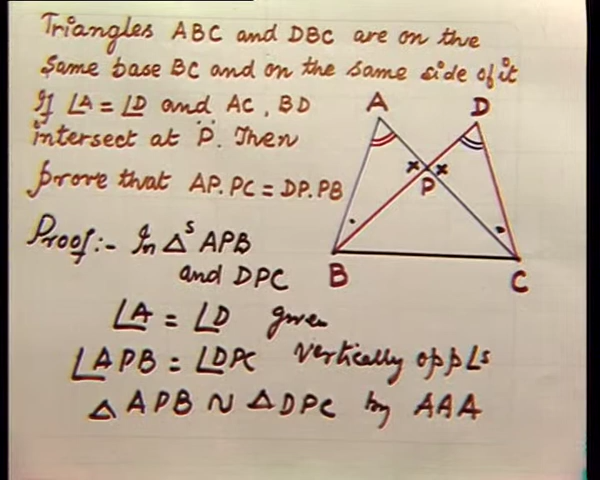 Triangles ABC and DBC are on the
same base BC and on the same side of it
If ∠A = ∠D and AC, BD
intersect at P. Then
prove that AP.PC = DP.PB
A
D
P
B
C
Proof:- In Δˢ APB
and DPC
∠A = ∠D given
∠APB = ∠DPC vertically opp ∠s
Δ APB ~ Δ DPC by AAA